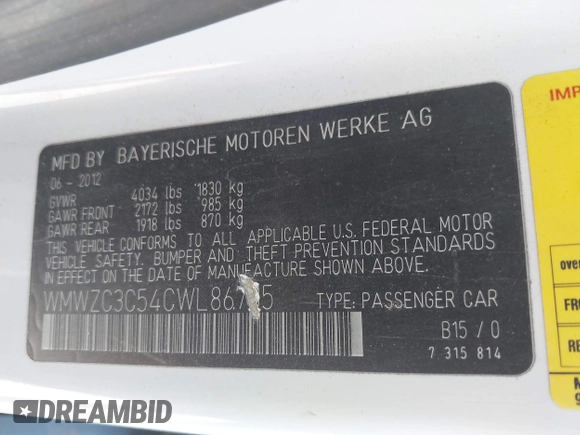 MFD BY BAYERISCHE MOTOREN WERKE AG
06 - 2012
GVWR 4034 lbs 1830 kg
GAWR FRONT 2172 lbs 985 kg
GAWR REAR 1918 lbs 870 kg
THIS VEHICLE CONFORMS TO ALL APPLICABLE U.S. FEDERAL MOTOR
VEHICLE SAFETY, BUMPER AND THEFT PREVENTION STANDARDS
IN EFFECT ON THE DATE OF MANUFACTURE SHOWN ABOVE.
TYPE: PASSENGER CAR
B15 / 0
7 315 814
DREAMBID